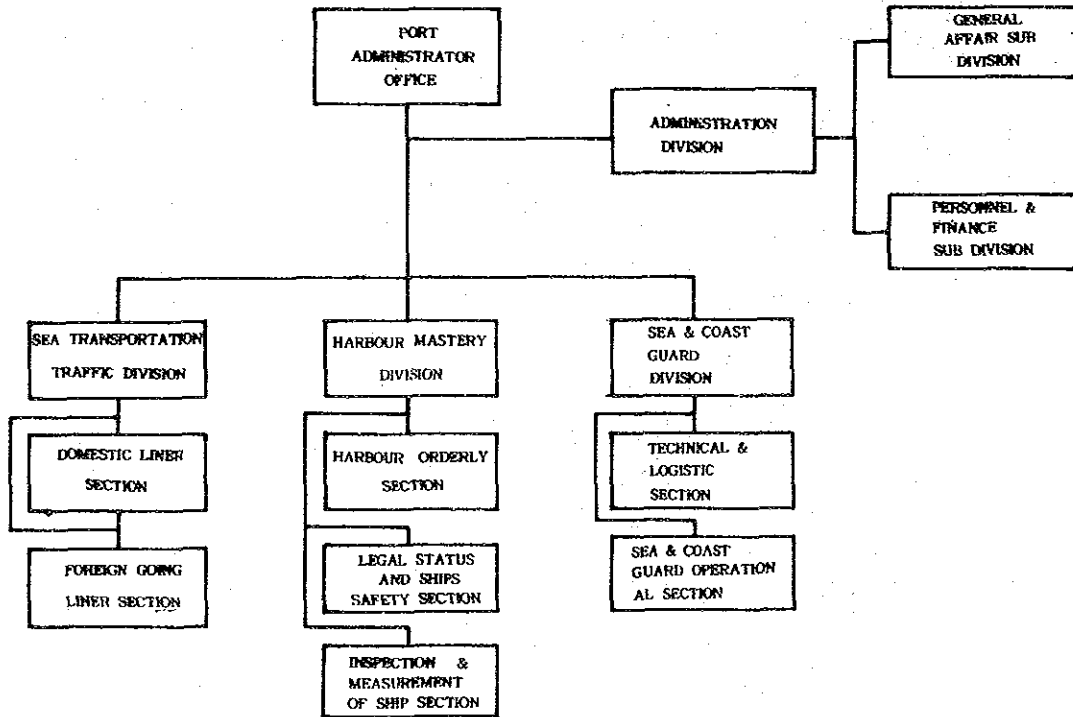 PORT
ADMINISTRATOR
OFFICE
GENERAL
AFFAIR SUB
DIVISION
ADMINISTRATION
DIVISION
PERSONNEL &
FINANCE
SUB DIVISION
SEA TRANSPORTATION
TRAFFIC DIVISION
DOMESTIC LINER
SECTION
FOREIGN GOING
LINER SECTION
HARBOUR MASTERY
DIVISION
HARBOUR ORDERLY
SECTION
LEGAL STATUS
AND SHIPS
SAFETY SECTION
INSPECTION &
MEASUREMENT
OF SHIP SECTION
SEA & COAST
GUARD
DIVISION
TECHNICAL &
LOGISTIC
SECTION
SEA & COAST
GUARD OPERATION
AL SECTION